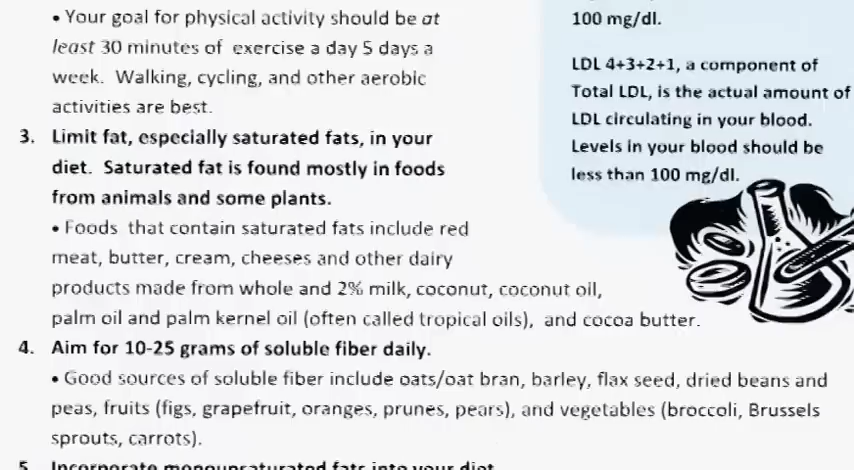 • Your goal for physical activity should be at
least 30 minutes of exercise a day 5 days a
week. Walking, cycling, and other aerobic
activities are best.
3. Limit fat, especially saturated fats, in your
diet. Saturated fat is found mostly in foods
from animals and some plants.
• Foods that contain saturated fats include red
meat, butter, cream, cheeses and other dairy
products made from whole and 2% milk, coconut, coconut oil,
palm oil and palm kernel oil (often called tropical oils), and cocoa butter.
4. Aim for 10-25 grams of soluble fiber daily.
• Good sources of soluble fiber include oats/oat bran, barley, flax seed, dried beans and
peas, fruits (figs, grapefruit, oranges, prunes, pears), and vegetables (broccoli, Brussels
sprouts, carrots).
5. Incorporate monounsaturated fats into your diet
100 mg/dl.
LDL 4+3+2+1, a component of
Total LDL, is the actual amount of
LDL circulating in your blood.
Levels in your blood should be
less than 100 mg/dl.